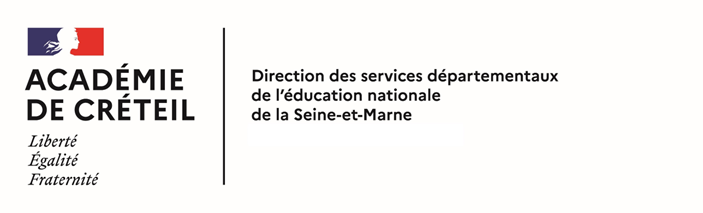 ACADÉMIE
DE CRÉTEIL
Liberté
Égalité
Fraternité
Direction des services départementaux
de l'éducation nationale
de la Seine-et-Marne